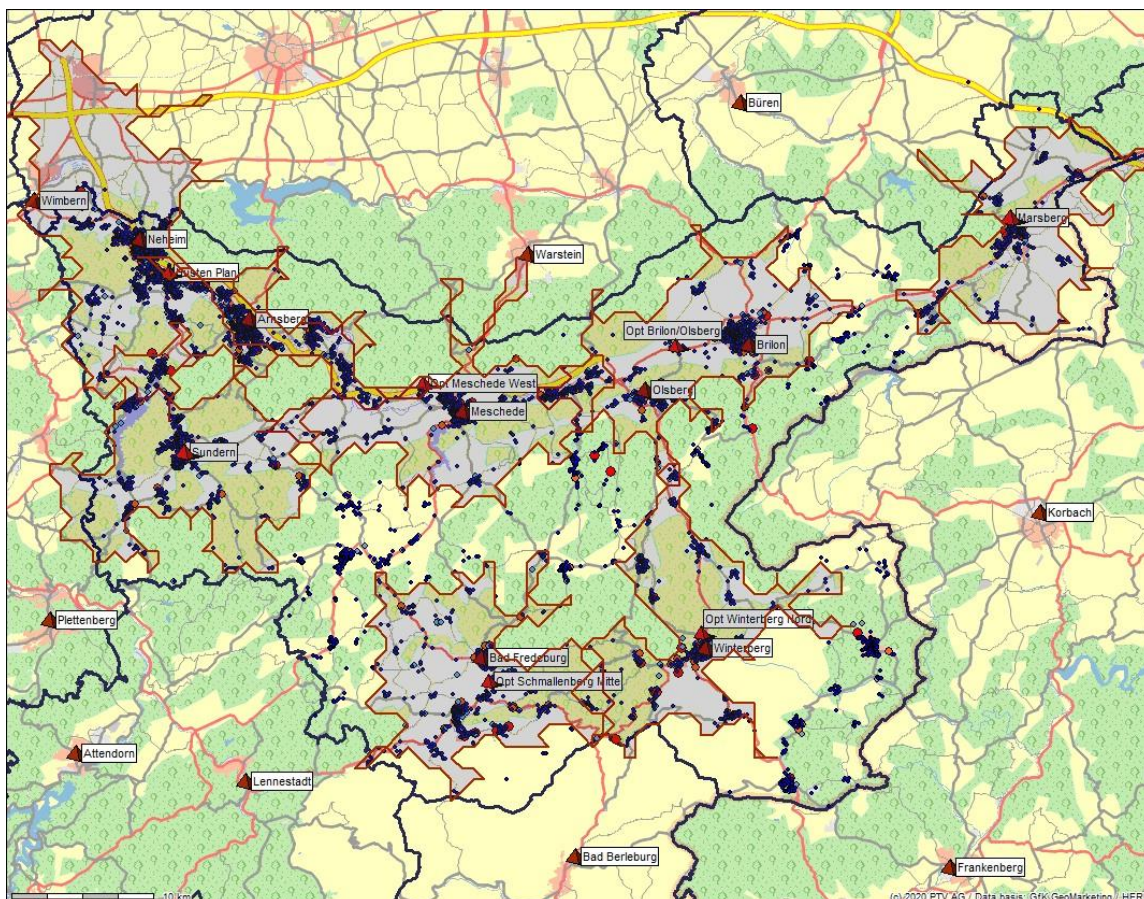 Büren
Wimbern
Marsberg
Neheim
Warstein
Arnsberg
Opt Brilon/Olsberg
Brilon
Opt Meschede West
Olsberg
Meschede
Sundern
Korbach
Plettenberg
Opt Winterberg Nord
Winterberg
Bad Fredeburg
Opt Schmallenberg Mitte
Attendorn
Lennestadt
Bad Berleburg
Frankenberg
10 km
(c) 2020 PTV AG / Data basis: GfK GeoMarketing / HER